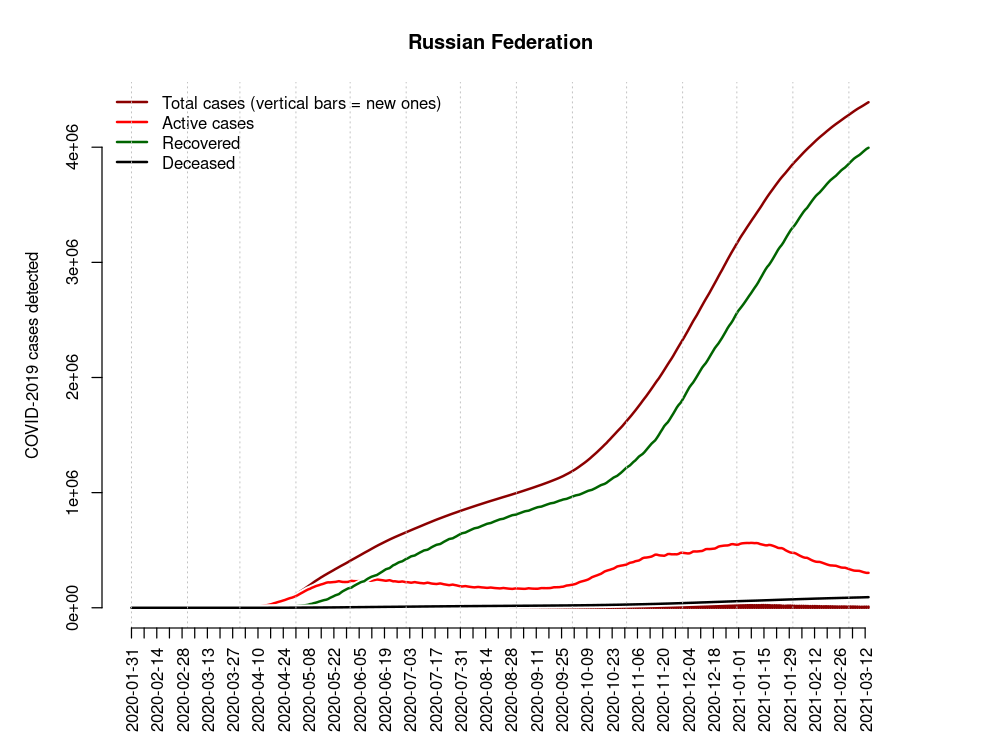 Russian Federation
Total cases (vertical bars = new ones)
Active cases
Recovered
Deceased
COVID-2019 cases detected
4e+06
3e+06
2e+06
1e+06
0e+00
2020-01-31
2020-02-14
2020-02-28
2020-03-13
2020-03-27
2020-04-10
2020-04-24
2020-05-08
2020-05-22
2020-06-05
2020-06-19
2020-07-03
2020-07-17
2020-07-31
2020-08-14
2020-08-28
2020-09-11
2020-09-25
2020-10-09
2020-10-23
2020-11-06
2020-11-20
2020-12-04
2020-12-18
2021-01-01
2021-01-15
2021-01-29
2021-02-12
2021-02-26
2021-03-12